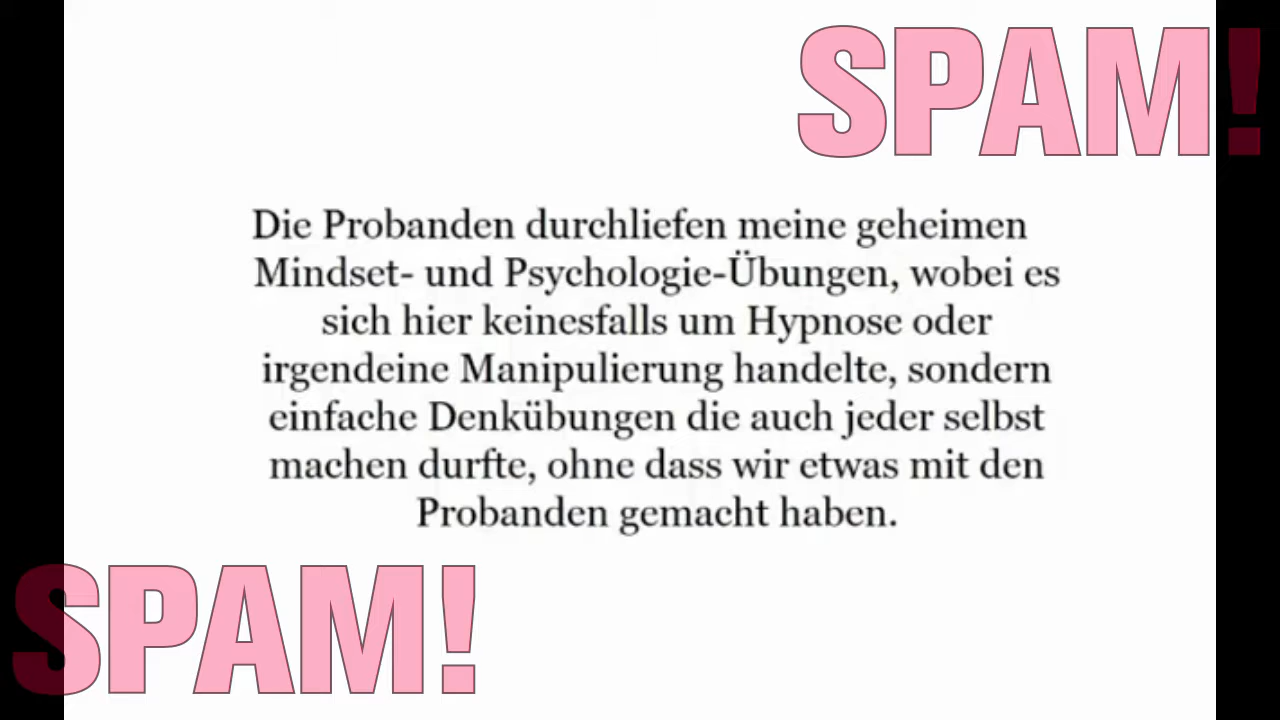 SPAM!
Die Probanden durchliefen meine geheimen
Mindset- und Psychologie-Übungen, wobei es
sich hier keinesfalls um Hypnose oder
irgendeine Manipulierung handelte, sondern
einfache Denkübungen die auch jeder selbst
machen durfte, ohne dass wir etwas mit den
Probanden gemacht haben.
SPAM!